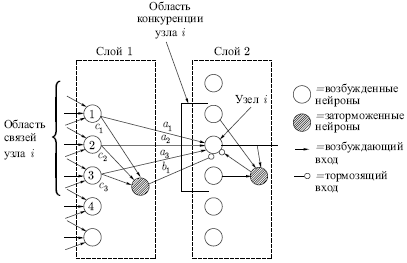 Область
конкуренции
узла i
Слой 1
Слой 2
Узел i
Область
связей
узла i
1
2
3
4
c₁
c₂
c₃
a₁
a₂
a₃
b₁
=возбужденные
нейроны
=заторможенные
нейроны
=возбуждающий
вход
=тормозящий
вход